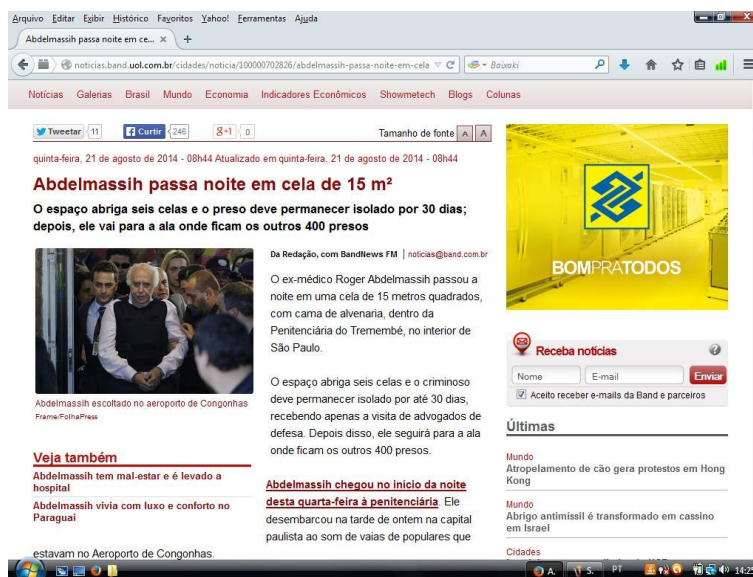 Arquivo Editar Exibir Histórico Favoritos Yahoo! Ferramentas Ajuda
Abdelmassih passa noite em ce... × +
noticias.band.uol.com.br/cidades/noticia/100000702826/abdelmassih-passa-noite-em-cela
Baixaki
Notícias Galerias Brasil Mundo Economia Indicadores Econômicos Showmetech Blogs Colunas
Tweetar 11 Curtir 246 g+1 0 Tamanho de fonte A A
quinta-feira, 21 de agosto de 2014 - 08h44 Atualizado em quinta-feira, 21 de agosto de 2014 - 08h44
Abdelmassih passa noite em cela de 15 m²
O espaço abriga seis celas e o preso deve permanecer isolado por 30 dias;
depois, ele vai para a ala onde ficam os outros 400 presos
Abdelmassih escoltado no aeroporto de Congonhas
Frame/FolhaPress
Veja também
Abdelmassih tem mal-estar e é levado a
hospital
Abdelmassih vivia com luxo e conforto no
Paraguai
Da Redação, com BandNews FM | noticias@band.com.br
O ex-médico Roger Abdelmassih passou a
noite em uma cela de 15 metros quadrados,
com cama de alvenaria, dentro da
Penitenciária do Tremembé, no interior de
São Paulo.
O espaço abriga seis celas e o criminoso
deve permanecer isolado por até 30 dias,
recebendo apenas a visita de advogados de
defesa. Depois disso, ele seguirá para a ala
onde ficam os outros 400 presos.
Abdelmassih chegou no início da noite
desta quarta-feira à penitenciária. Ele
desembarcou na tarde de ontem na capital
paulista ao som de vaias de populares que
estavam no Aeroporto de Congonhas.
BOMPRATODOS
Receba notícias
Nome E-mail Enviar
Aceito receber e-mails da Band e parceiros
Últimas
Mundo
Atropelamento de cão gera protestos em Hong
Kong
Mundo
Abrigo antimíssil é transformado em cassino
em Israel
Cidades
A. S. PT 14:2